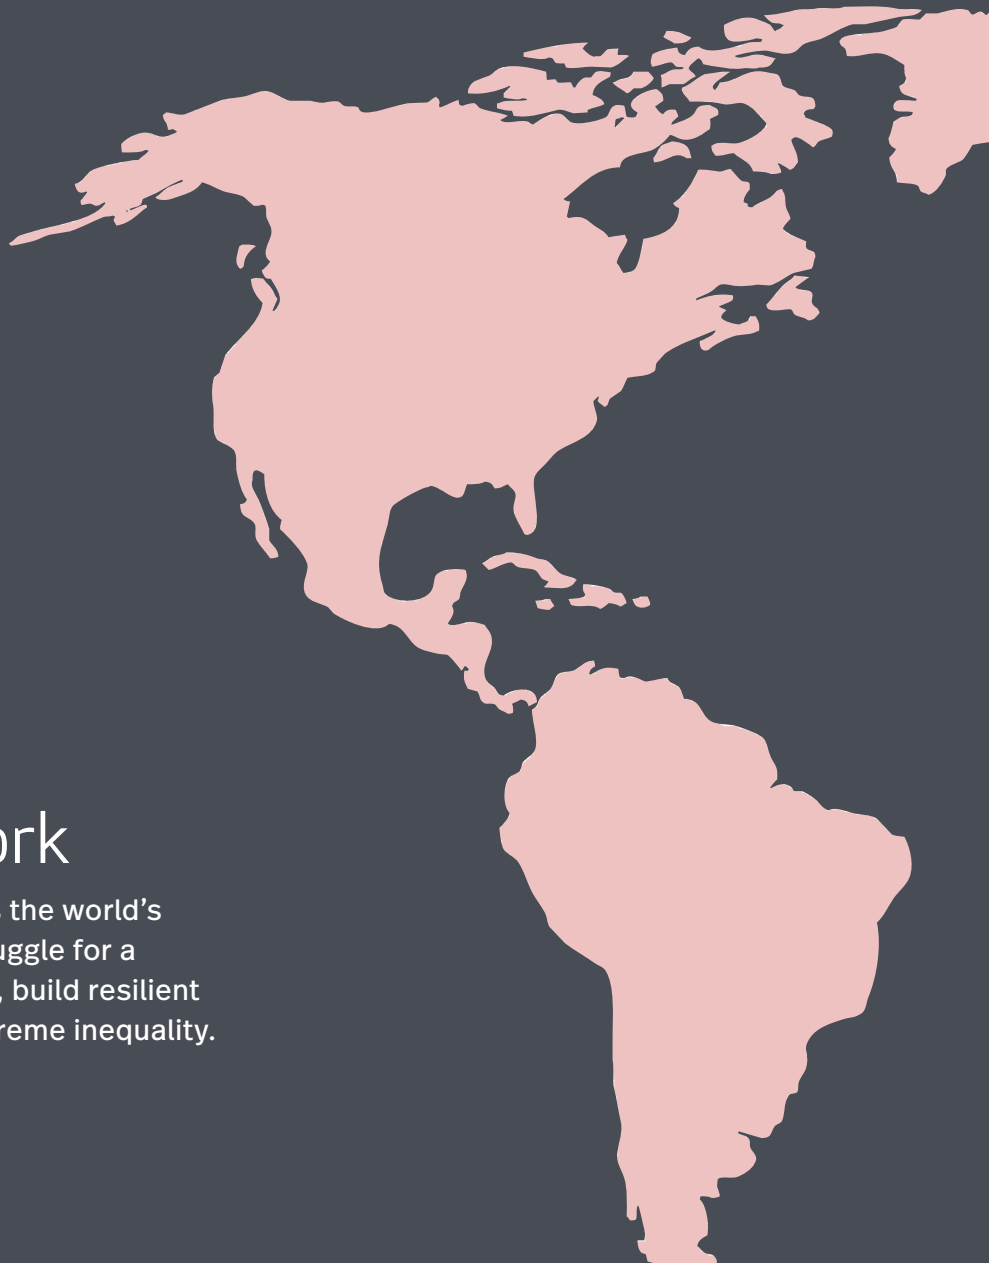 ork
the world’s
uggle for a
, build resilient
reme inequality.